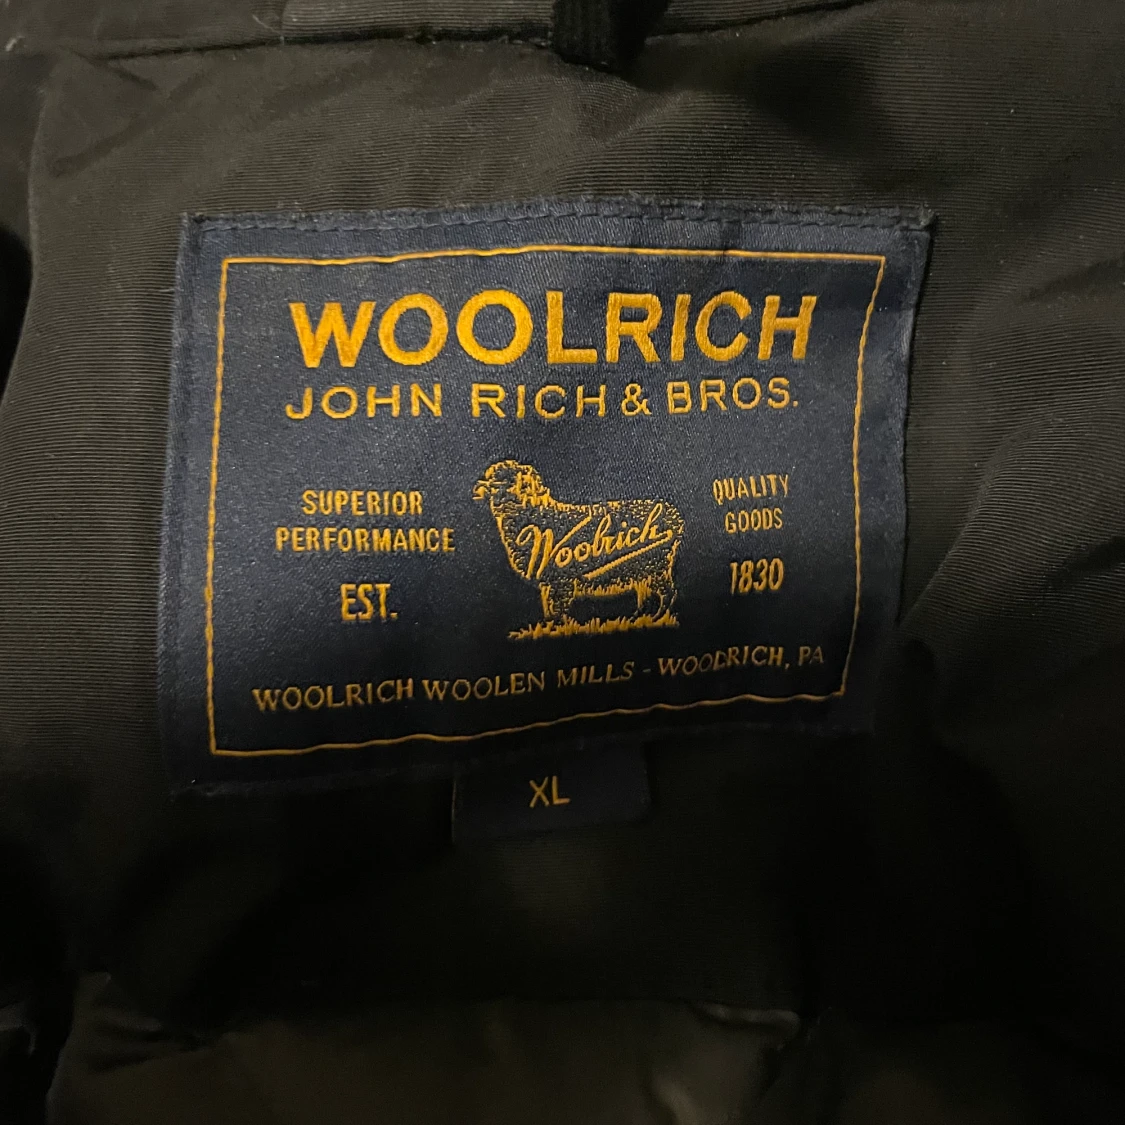 WOOLRICH
JOHN RICH & BROS.
SUPERIOR
PERFORMANCE
EST.
Woolrich
QUALITY
GOODS
1830
WOOLRICH WOOLEN MILLS - WOOLRICH, PA
XL